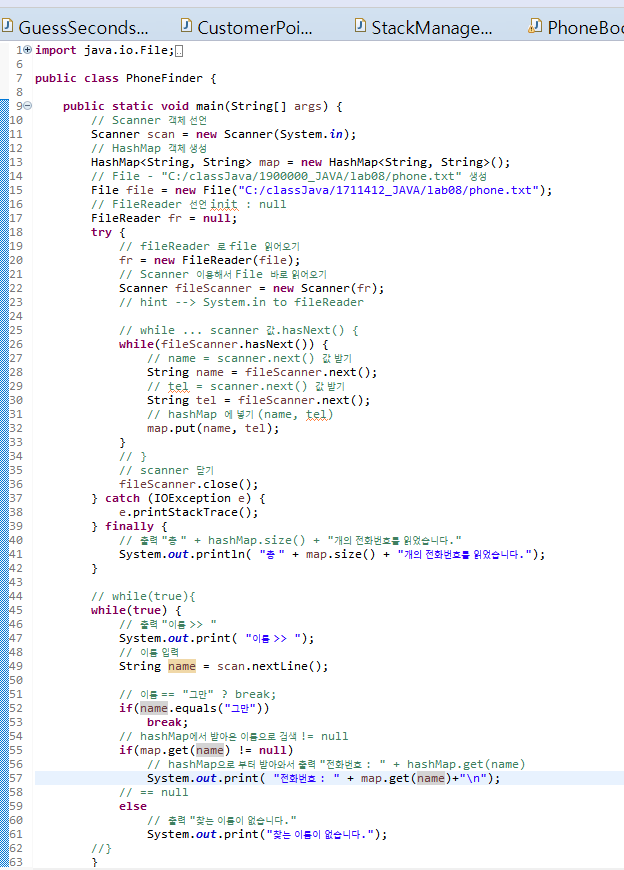 GuessSeconds... CustomerPoi... StackManage... PhoneBoo
1 import java.io.File;
6
7 public class PhoneFinder {
8
9 public static void main(String[] args) {
10 // Scanner 객체 선언
11 Scanner scan = new Scanner(System.in);
12 // HashMap 객체 생성
13 HashMap<String, String> map = new HashMap<String, String>();
14 // File - "C:/classJava/1900000_JAVA/lab08/phone.txt" 생성
15 File file = new File("C:/classJava/1711412_JAVA/lab08/phone.txt");
16 // FileReader 선언 init : null
17 FileReader fr = null;
18 try {
19 // fileReader 로 file 읽어오기
20 fr = new FileReader(file);
21 // Scanner 이용해서 File 바로 읽어오기
22 Scanner fileScanner = new Scanner(fr);
23 // hint --> System.in to fileReader
24
25 // while ... scanner 값.hasNext() {
26 while(fileScanner.hasNext()) {
27 // name = scanner.next() 값 받기
28 String name = fileScanner.next();
29 // tel = scanner.next() 값 받기
30 String tel = fileScanner.next();
31 // hashMap 에 넣기 (name, tel)
32 map.put(name, tel);
33 }
34 // }
35 // scanner 닫기
36 fileScanner.close();
37 } catch (IOException e) {
38 e.printStackTrace();
39 } finally {
40 // 출력 "총 " + hashMap.size() + "개의 전화번호를 읽었습니다."
41 System.out.println( "총 " + map.size() + "개의 전화번호를 읽었습니다.");
42 }
43
44 // while(true){
45 while(true) {
46 // 출력 "이름 >> "
47 System.out.print( "이름 >> ");
48 // 이름 입력
49 String name = scan.nextLine();
50
51 // 이름 == "그만" ? break;
52 if(name.equals("그만"))
53 break;
54 // hashMap에서 받아온 이름으로 검색 != null
55 if(map.get(name) != null)
56 // hashMap으로 부터 받아와서 출력 "전화번호 : " + hashMap.get(name)
57 System.out.print( "전화번호 : " + map.get(name)+"\n");
58 // == null
59 else
60 // 출력 "찾는 이름이 없습니다."
61 System.out.print("찾는 이름이 없습니다.");
62 //}
63 }